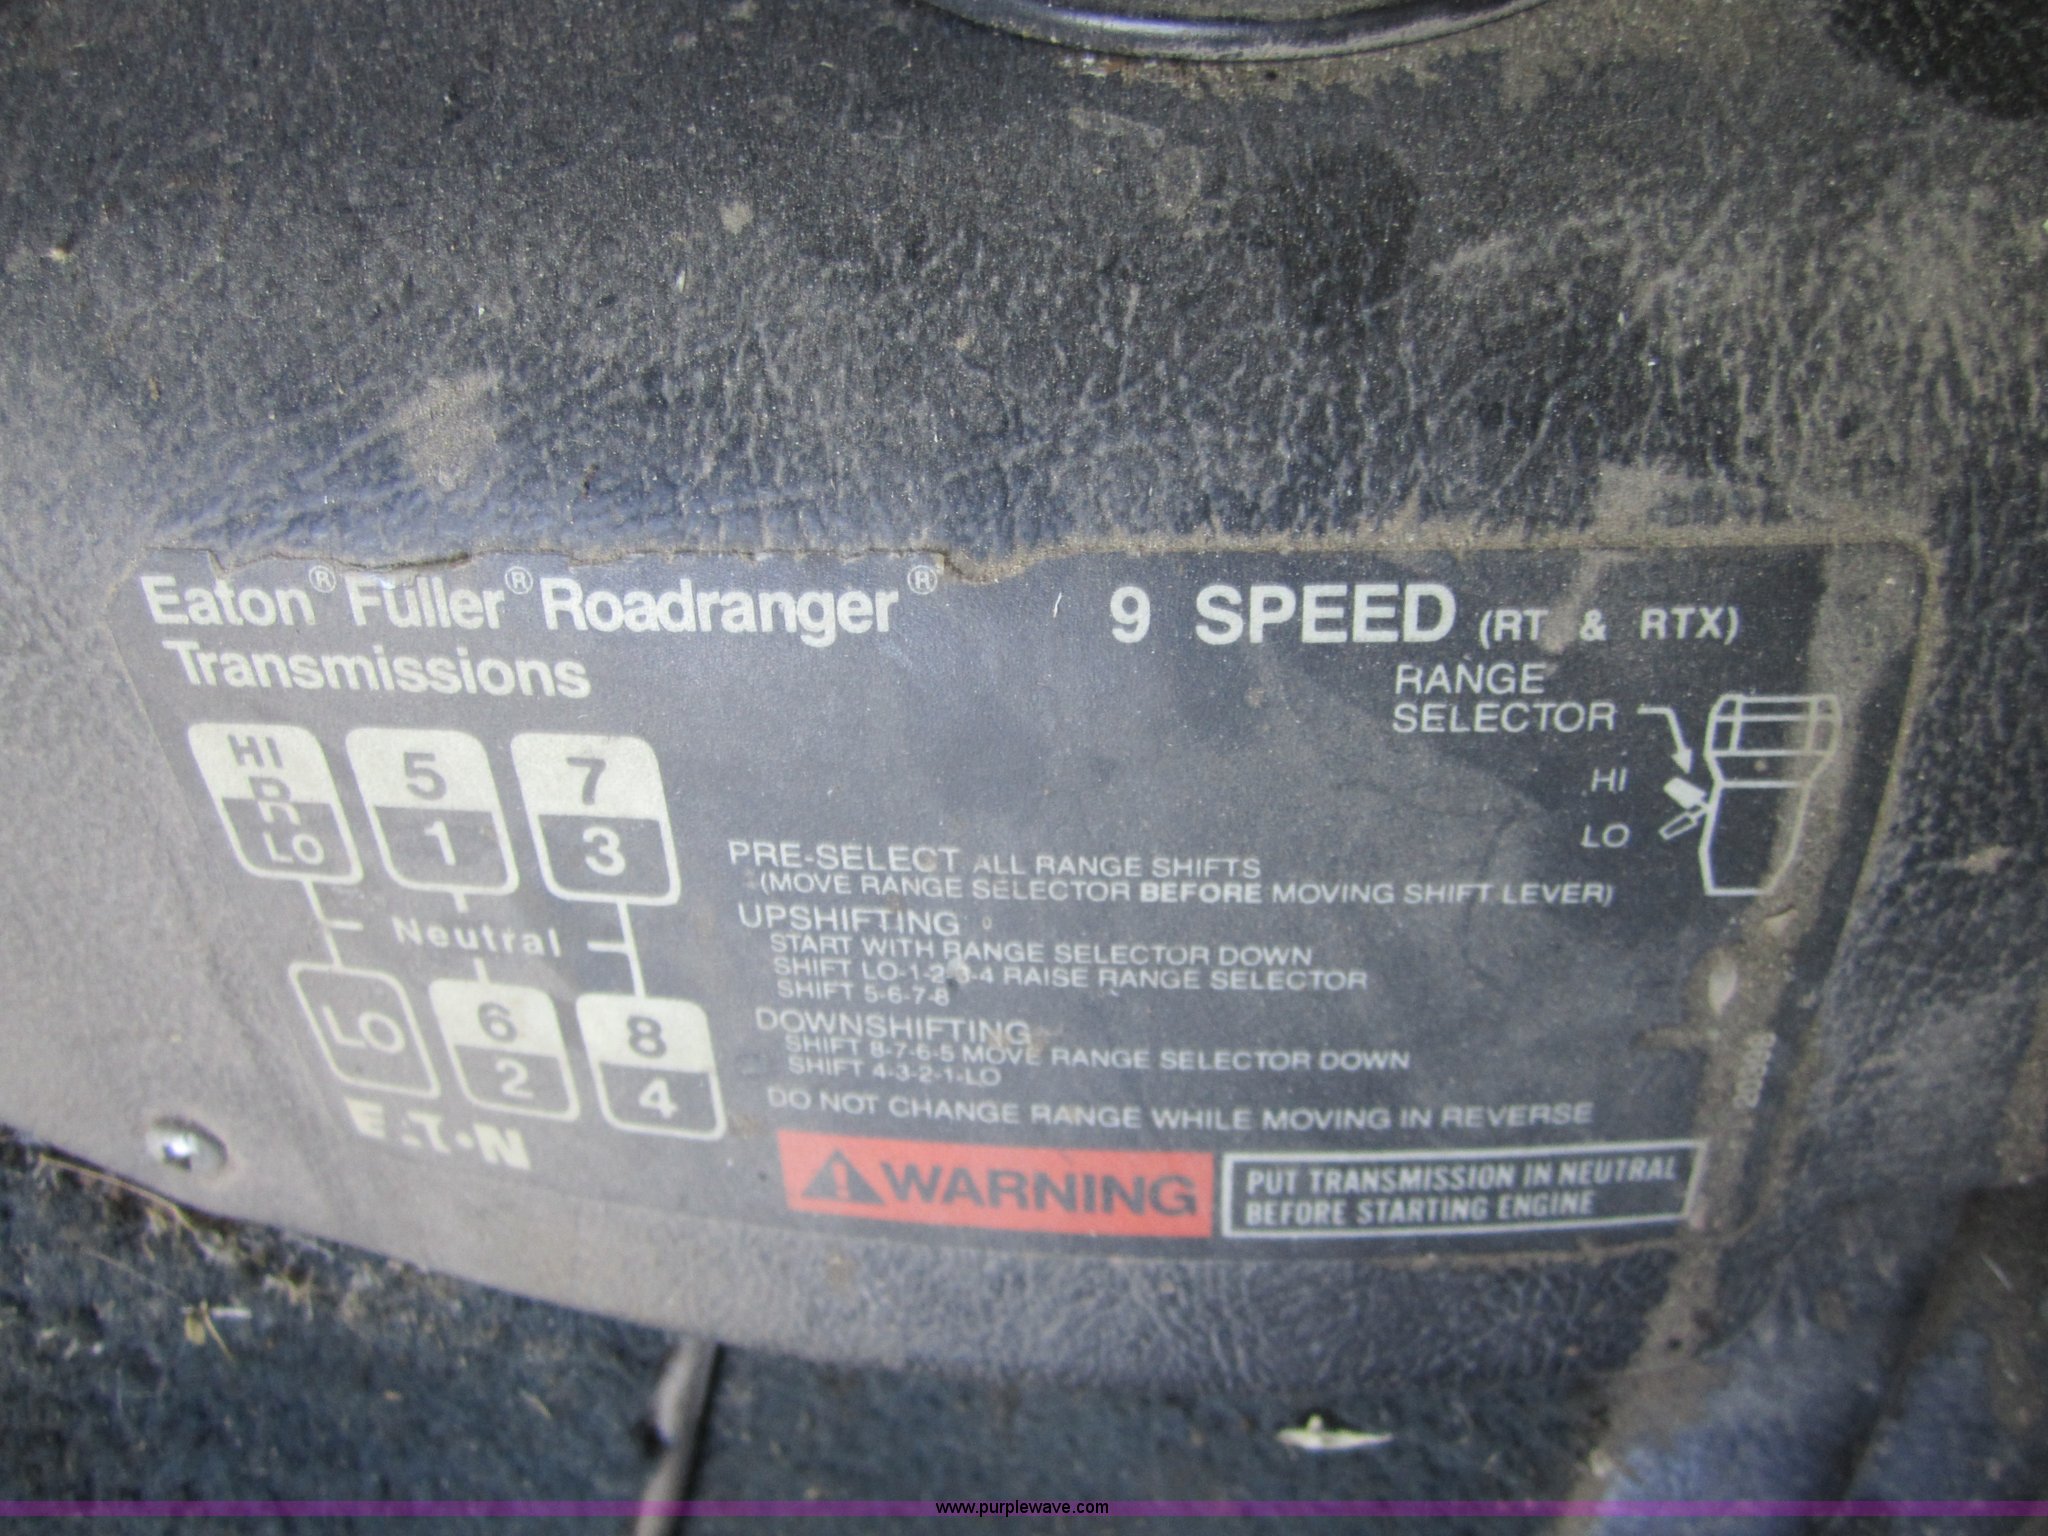 Eaton® Fuller® Roadranger®
Transmissions
9 SPEED (RT & RTX)
RANGE
SELECTOR
HI
LO
HI
R
LO
5
1
7
3
Neutral
LO
6
2
8
4
PRE-SELECT ALL RANGE SHIFTS
(MOVE RANGE SELECTOR BEFORE MOVING SHIFT LEVER)
UPSHIFTING
START WITH RANGE SELECTOR DOWN
SHIFT LO-1-2-3-4 RAISE RANGE SELECTOR
SHIFT 5-6-7-8
DOWNSHIFTING
SHIFT 8-7-6-5 MOVE RANGE SELECTOR DOWN
SHIFT 4-3-2-1-LO
DO NOT CHANGE RANGE WHILE MOVING IN REVERSE
EATON
WARNING
PUT TRANSMISSION IN NEUTRAL
BEFORE STARTING ENGINE
www.purplewave.com